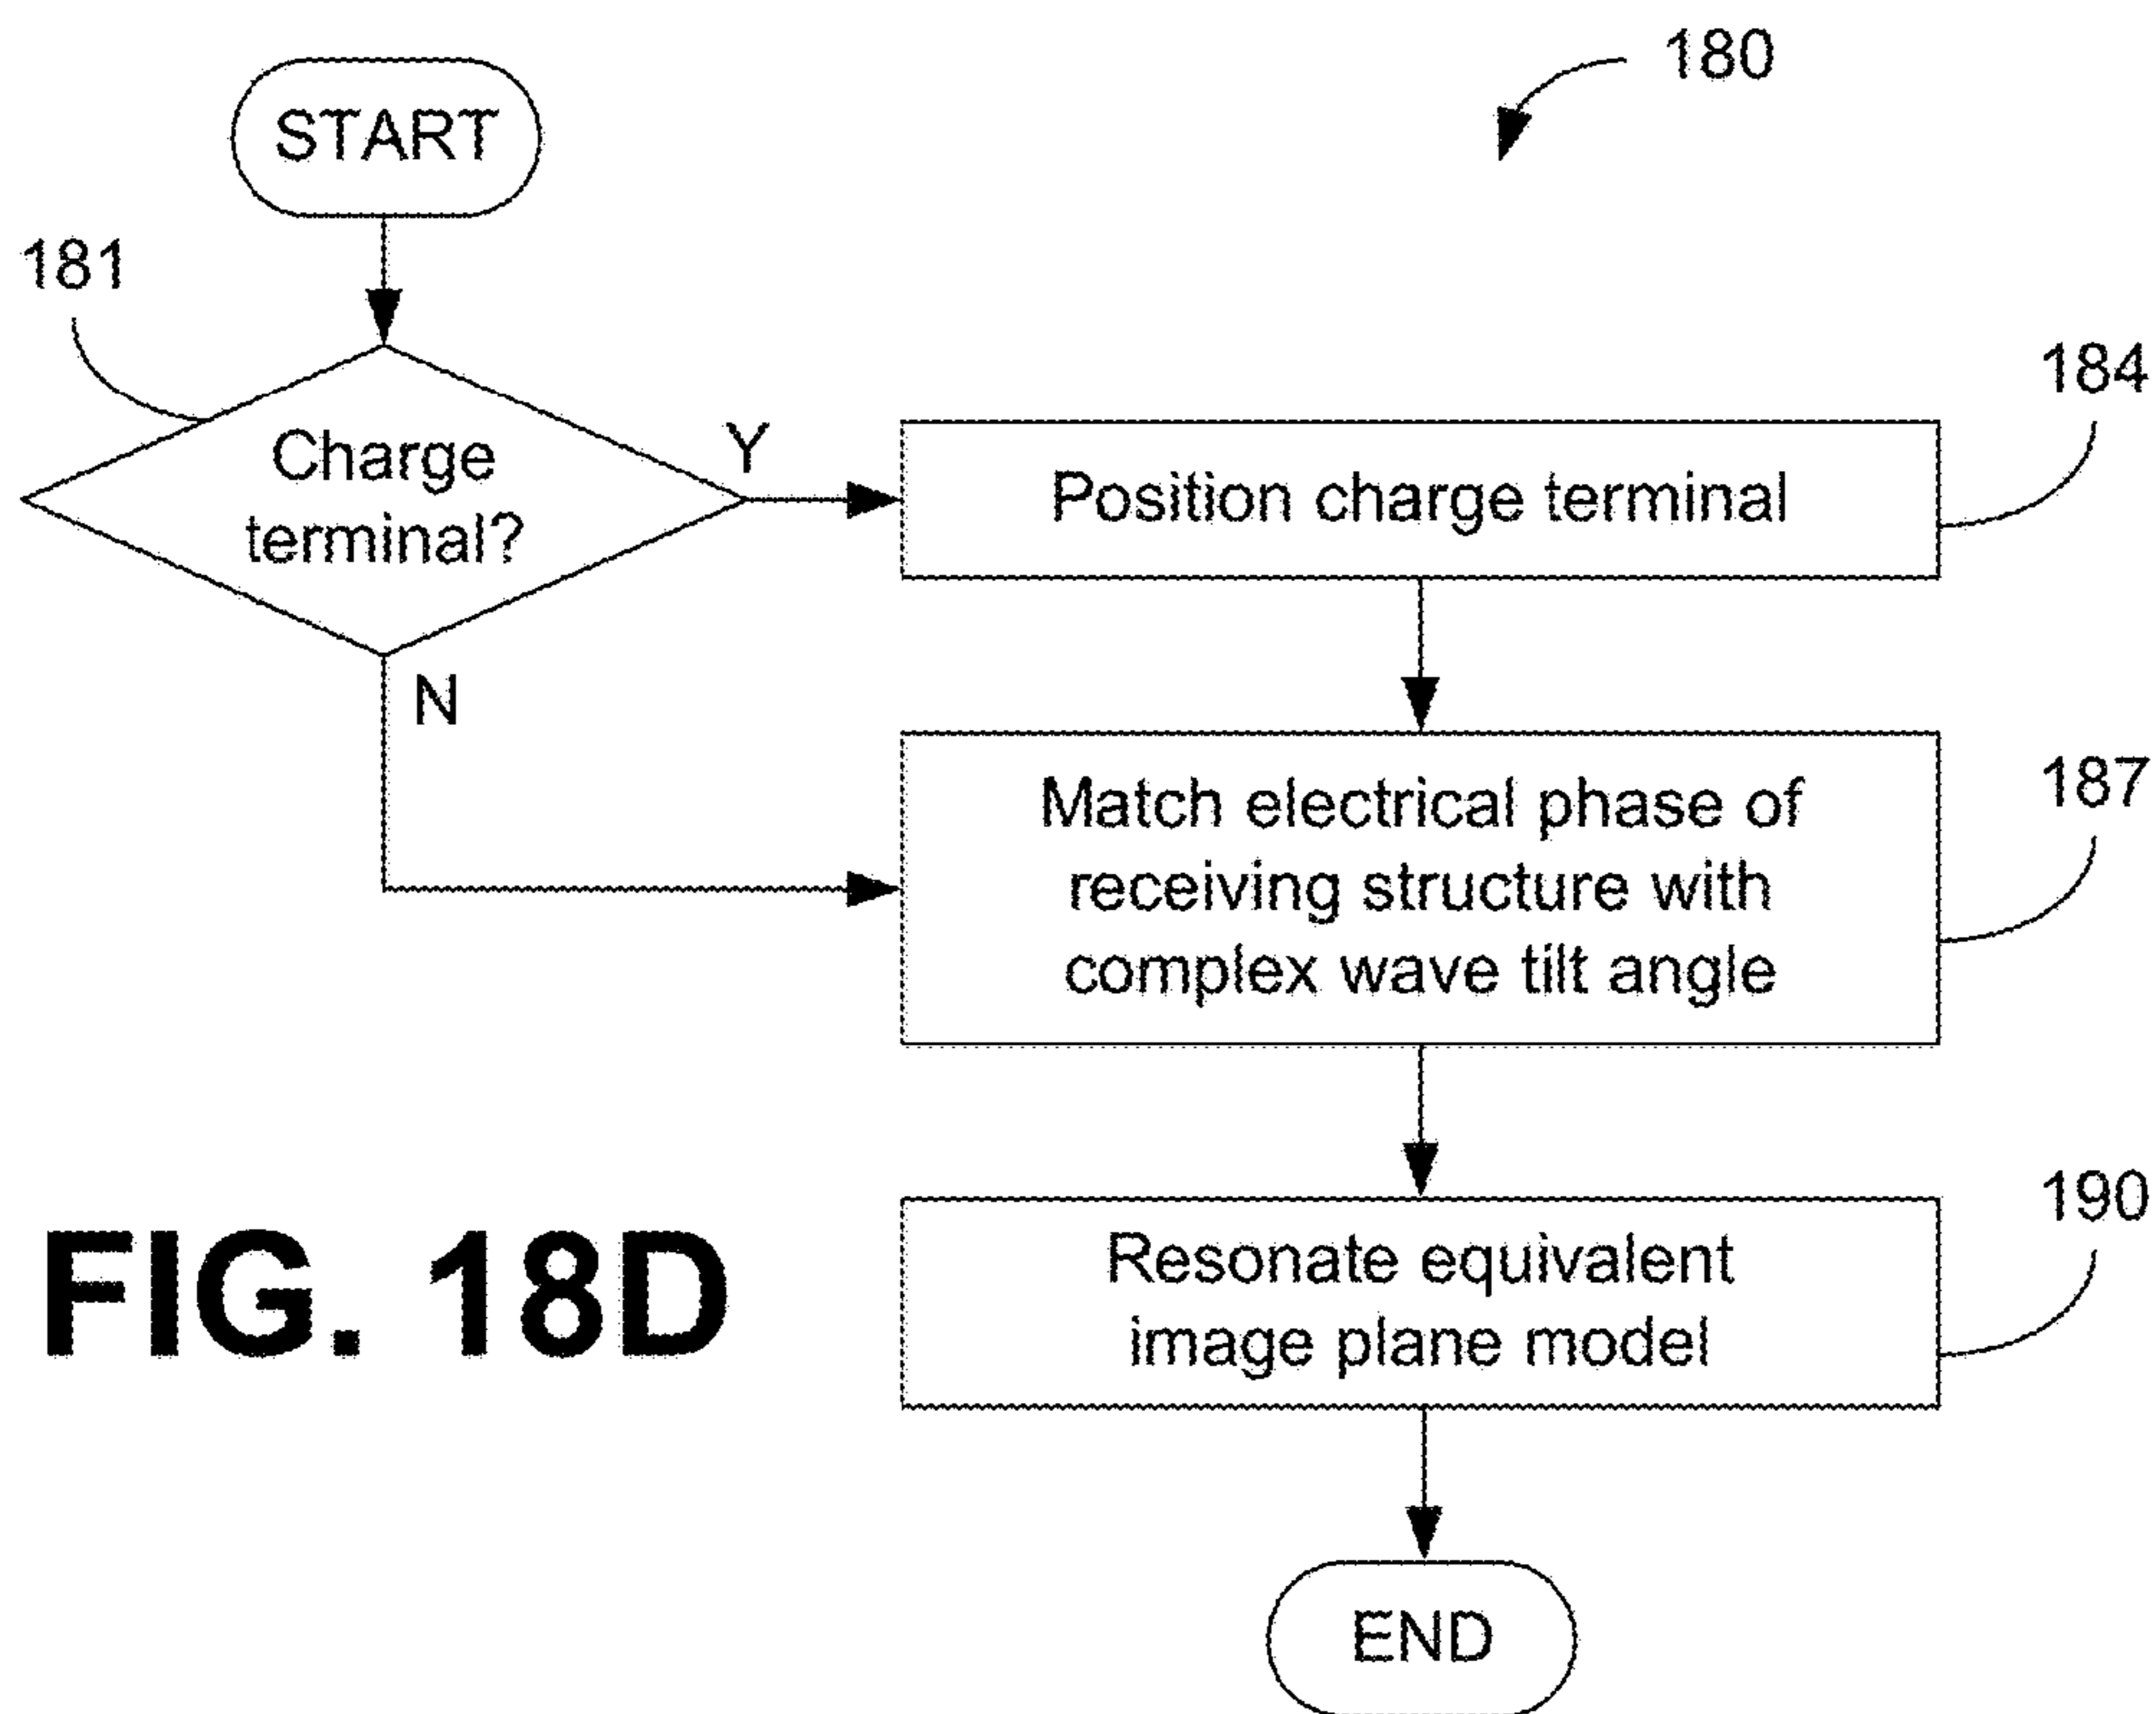 180
START
181
Charge
terminal?
Y
N
184
Position charge terminal
187
Match electrical phase of
receiving structure with
complex wave tilt angle
190
Resonate equivalent
image plane model
END
FIG. 18D